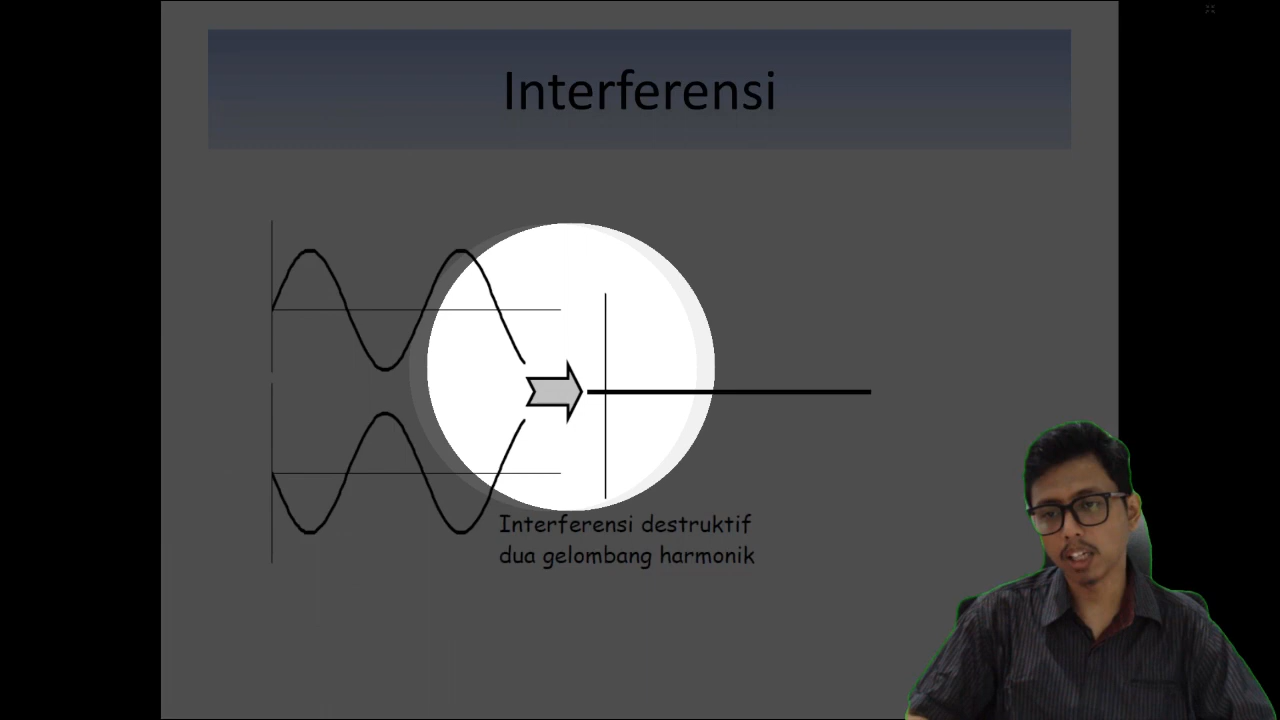 Interferensi
Interferensi destruktif
dua gelombang harmonik